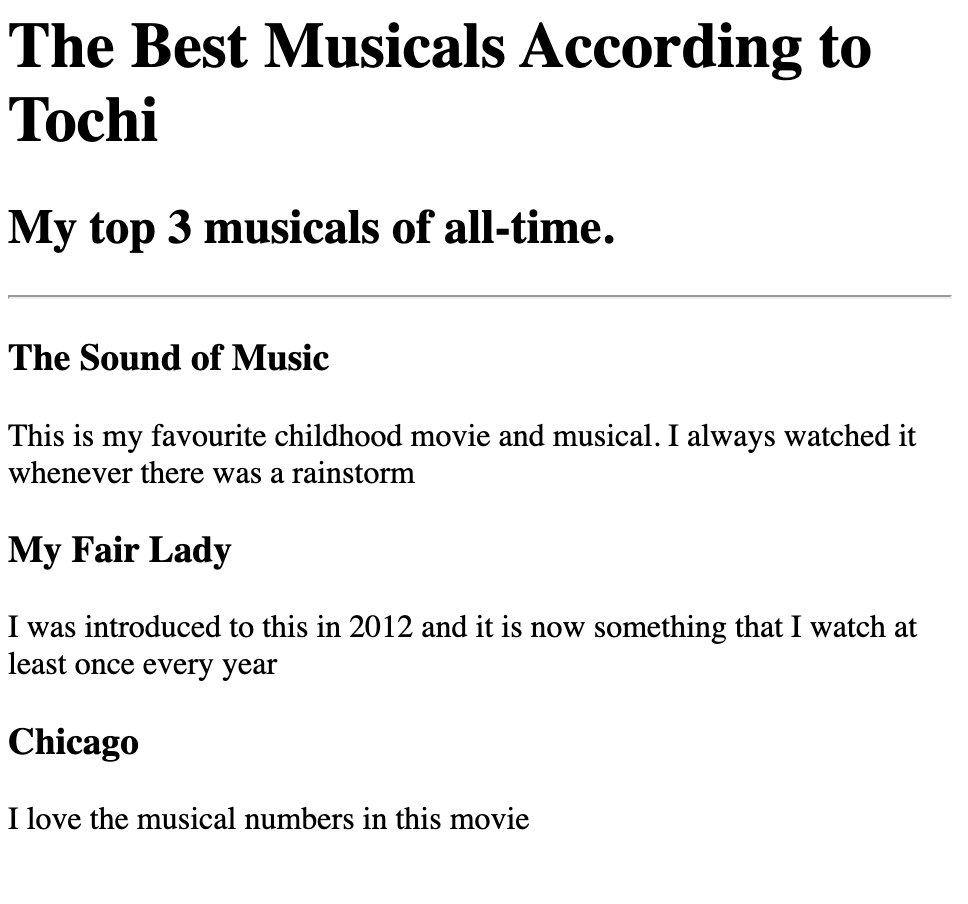 The Best Musicals According to
Tochi
My top 3 musicals of all-time.
The Sound of Music
This is my favourite childhood movie and musical. I always watched it
whenever there was a rainstorm
My Fair Lady
I was introduced to this in 2012 and it is now something that I watch at
least once every year
Chicago
I love the musical numbers in this movie